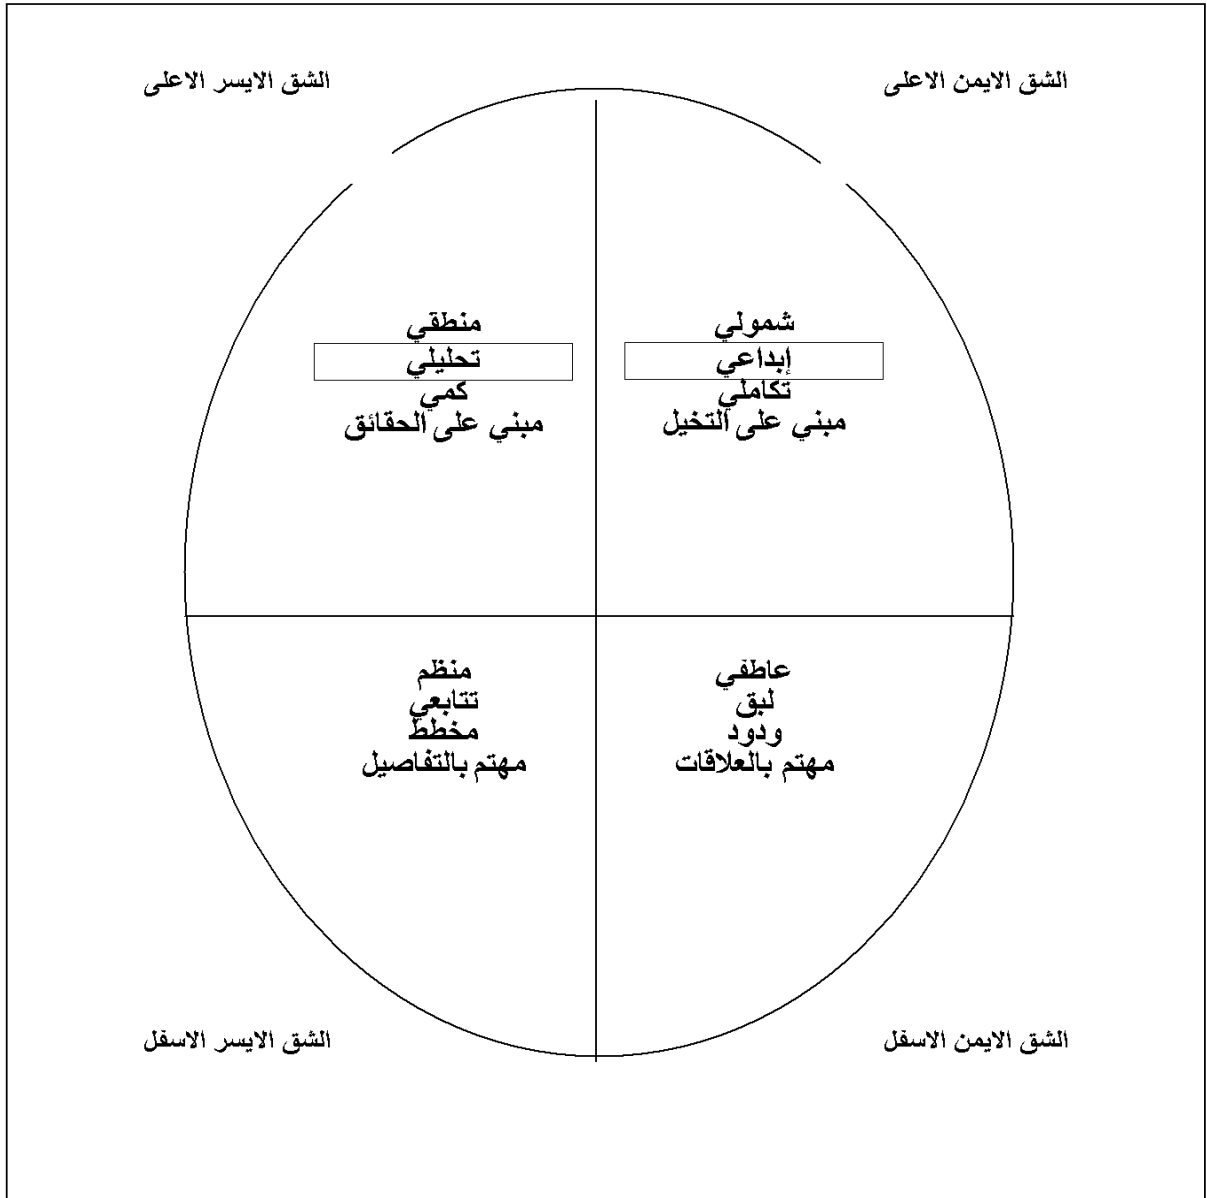 الشق الايمن الاعلى
الشق الايسر الاعلى
شمولي
إبداعي
تكاملي
مبني على التخيل
منطقي
تحليلي
كمي
مبني على الحقائق
عاطفي
لبق
ودود
مهتم بالعلاقات
منظم
تتابعي
مخطط
مهتم بالتفاصيل
الشق الايمن الاسفل
الشق الايسر الاسفل